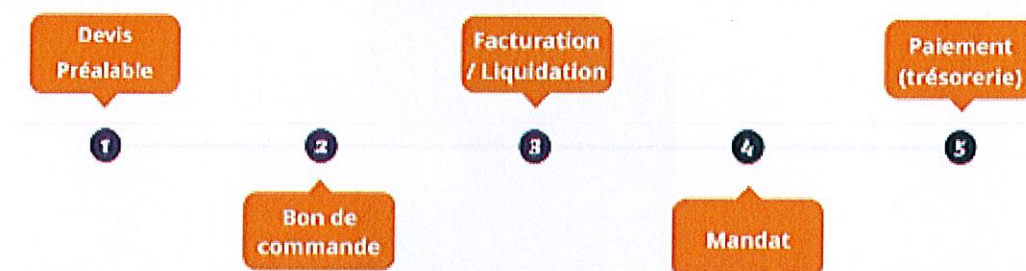 Devis
Préalable
1
2
Bon de
commande
Facturation
/ Liquidation
3
4
Mandat
Paiement
(trésorerie)
5